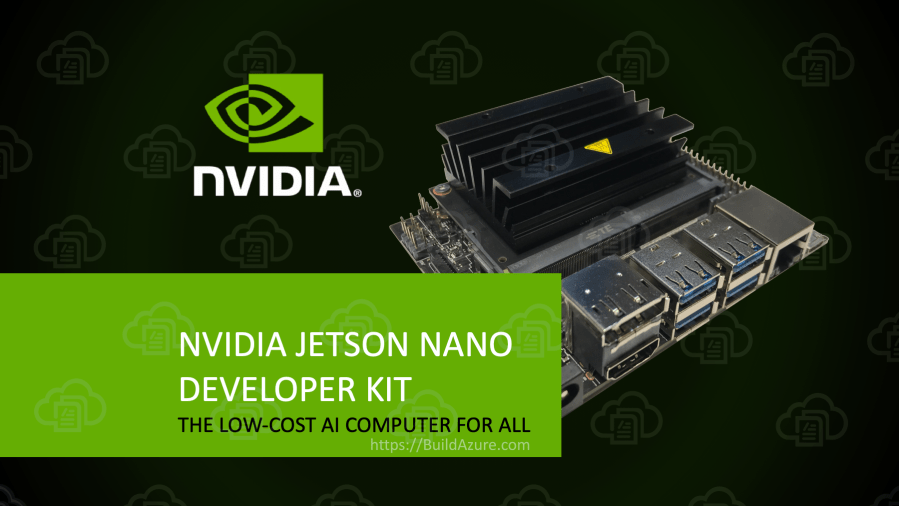 NVIDIA®
NVIDIA JETSON NANO
DEVELOPER KIT
THE LOW-COST AI COMPUTER FOR ALL
https://BuildAzure.com